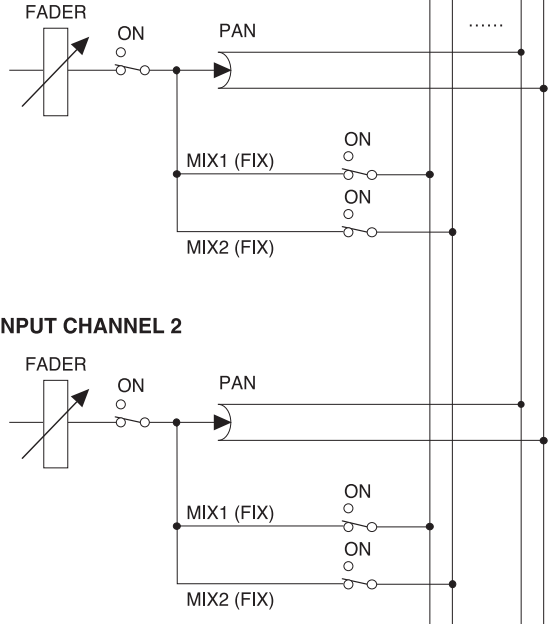 FADER
ON
PAN
......
ON
MIX1 (FIX)
ON
MIX2 (FIX)
NPUT CHANNEL 2
FADER
ON
PAN
ON
MIX1 (FIX)
ON
MIX2 (FIX)